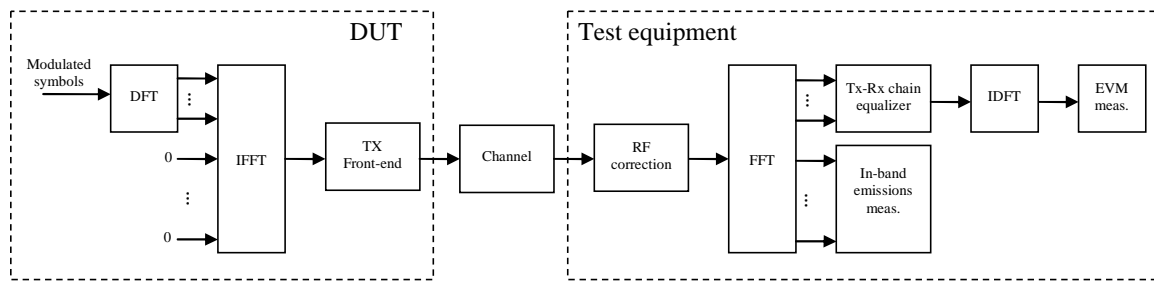 DUT
Test equipment
Modulated
symbols
DFT
...
0
...
0
IFFT
TX
Front-end
Channel
RF
correction
FFT
...
Tx-Rx chain
equalizer
IDFT
EVM
meas.
...
In-band
emissions
meas.